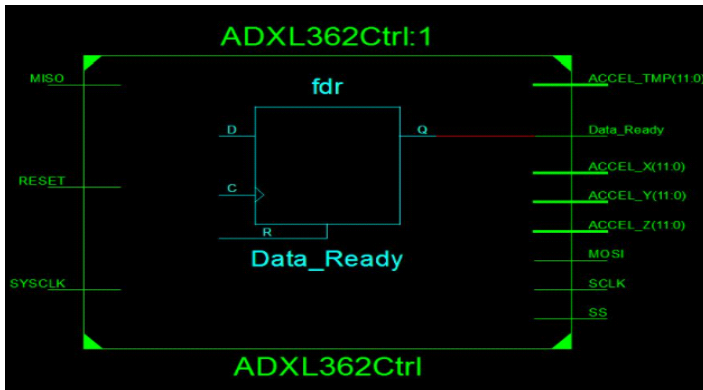 ADXL362Ctrl:1
MISO
ACCEL_TMP(11:0)
fdr
D
Q
Data_Ready
ACCEL_X(11:0)
RESET
C
ACCEL_Y(11:0)
ACCEL_Z(11:0)
R
Data_Ready
MOSI
SYSCLK
SCLK
SS
ADXL362Ctrl